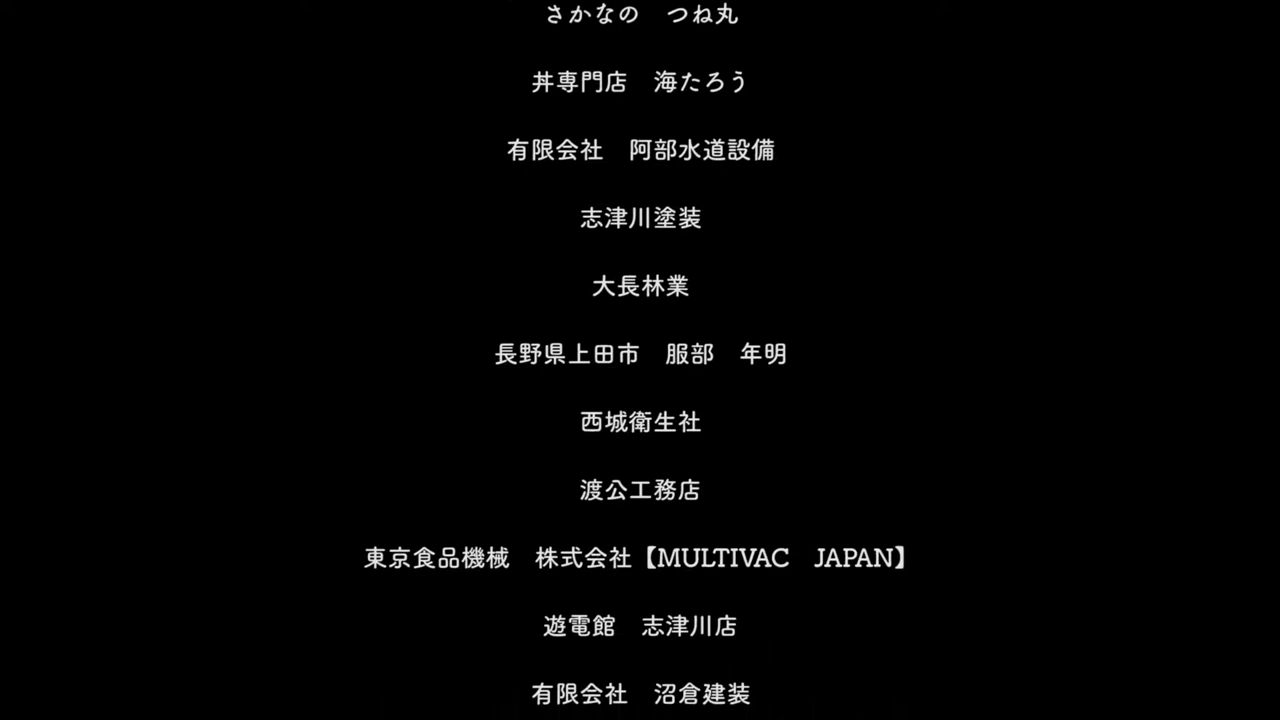 さかなの　つね丸
丼専門店　海たろう
有限会社　阿部水道設備
志津川塗装
大長林業
長野県上田市　服部　年明
西城衛生社
渡公工務店
東京食品機械　株式会社【MULTIVAC　JAPAN】
遊電館　志津川店
有限会社　沼倉建装